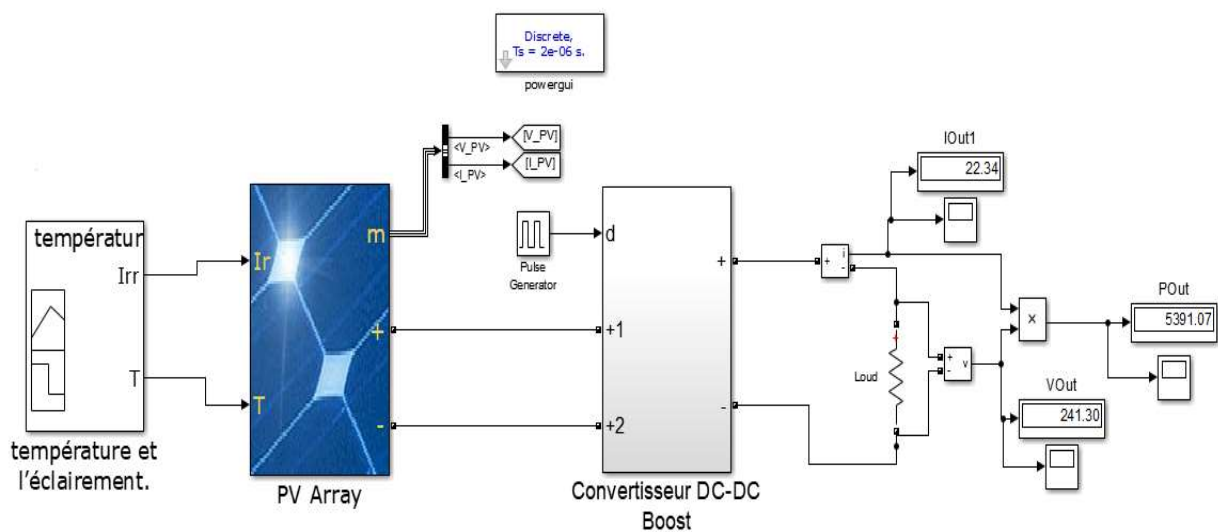 Discrete,
Ts = 2e-06 s.
powergui
[V_PV]
<V_PV>
[I_PV]
<I_PV>
IOut1
22.34
températur
Irr
T
température et
l'éclairement.
m
Ir
+
T
-
PV Array
Pulse
Generator
d
+1
+2
+
-
Convertisseur DC-DC
Boost
+
i
-
+
Loud
+
-
v
×
POut
5391.07
VOut
241.30